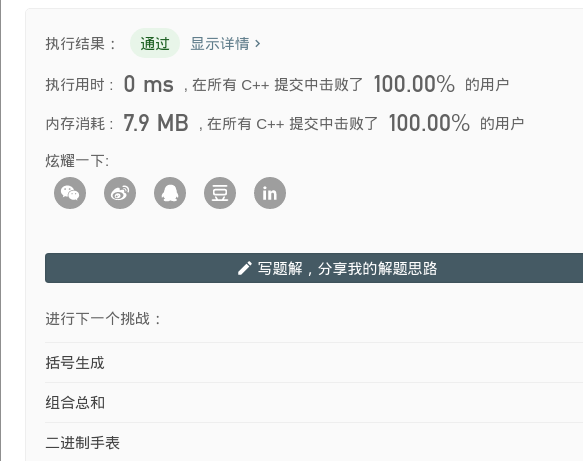 执行结果： 通过 显示详情 >
执行用时： 0 ms , 在所有 C++ 提交中击败了 100.00% 的用户
内存消耗： 7.9 MB , 在所有 C++ 提交中击败了 100.00% 的用户
炫耀一下:
豆 in
写题解，分享我的解题思路
进行下一个挑战：
括号生成
组合总和
二进制手表